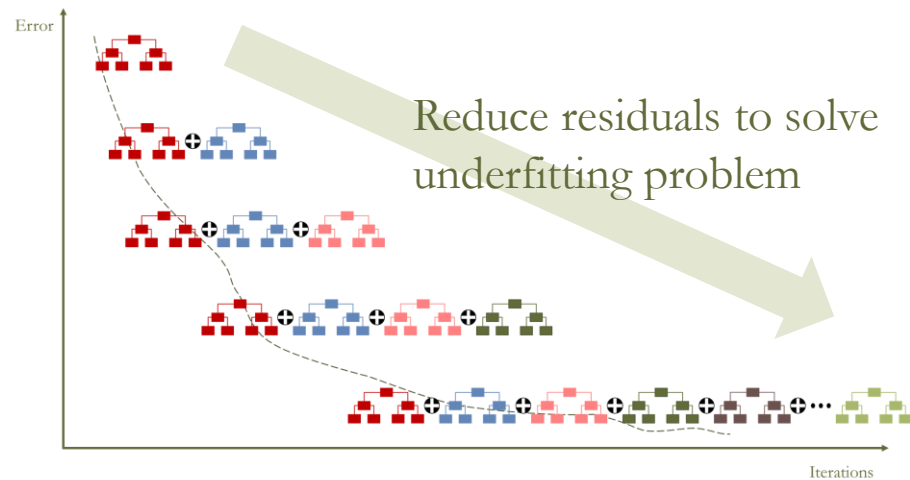 Error
Reduce residuals to solve
underfitting problem
Iterations